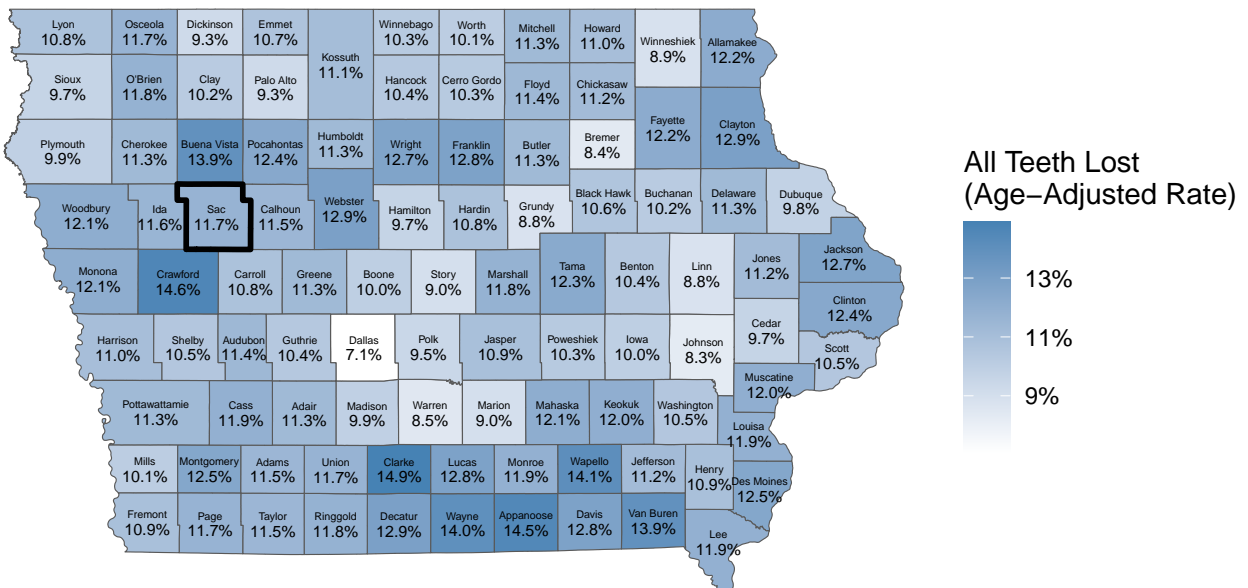 Lyon
10.8%
Osceola
11.7%
Dickinson
9.3%
Emmet
10.7%
Kossuth
11.1%
Winnebago
10.3%
Worth
10.1%
Mitchell
11.3%
Howard
11.0%
Winneshiek
8.9%
Allamakee
12.2%
Sioux
9.7%
O'Brien
11.8%
Clay
10.2%
Palo Alto
9.3%
Hancock
10.4%
Cerro Gordo
10.3%
Floyd
11.4%
Chickasaw
11.2%
Fayette
12.2%
Clayton
12.9%
Plymouth
9.9%
Cherokee
11.3%
Buena Vista
13.9%
Pocahontas
12.4%
Humboldt
11.3%
Wright
12.7%
Franklin
12.8%
Butler
11.3%
Bremer
8.4%
Woodbury
12.1%
Ida
11.6%
Sac
11.7%
Calhoun
11.5%
Webster
12.9%
Hamilton
9.7%
Hardin
10.8%
Grundy
8.8%
Black Hawk
10.6%
Buchanan
10.2%
Delaware
11.3%
Dubuque
9.8%
Monona
12.1%
Crawford
14.6%
Carroll
10.8%
Greene
11.3%
Boone
10.0%
Story
9.0%
Marshall
11.8%
Tama
12.3%
Benton
10.4%
Linn
8.8%
Jones
11.2%
Jackson
12.7%
Clinton
12.4%
Harrison
11.0%
Shelby
10.5%
Audubon
11.4%
Guthrie
10.4%
Dallas
7.1%
Polk
9.5%
Jasper
10.9%
Poweshiek
10.3%
Iowa
10.0%
Johnson
8.3%
Cedar
9.7%
Scott
10.5%
Muscatine
12.0%
Pottawattamie
11.3%
Cass
11.9%
Adair
11.3%
Madison
9.9%
Warren
8.5%
Marion
9.0%
Mahaska
12.1%
Keokuk
12.0%
Washington
10.5%
Louisa
11.9%
Mills
10.1%
Montgomery
12.5%
Adams
11.5%
Union
11.7%
Clarke
14.9%
Lucas
12.8%
Monroe
11.9%
Wapello
14.1%
Jefferson
11.2%
Henry
10.9%
Des Moines
12.5%
Fremont
10.9%
Page
11.7%
Taylor
11.5%
Ringgold
11.8%
Decatur
12.9%
Wayne
14.0%
Appanoose
14.5%
Davis
12.8%
Van Buren
13.9%
Lee
11.9%
All Teeth Lost
(Age−Adjusted Rate)
13%
11%
9%